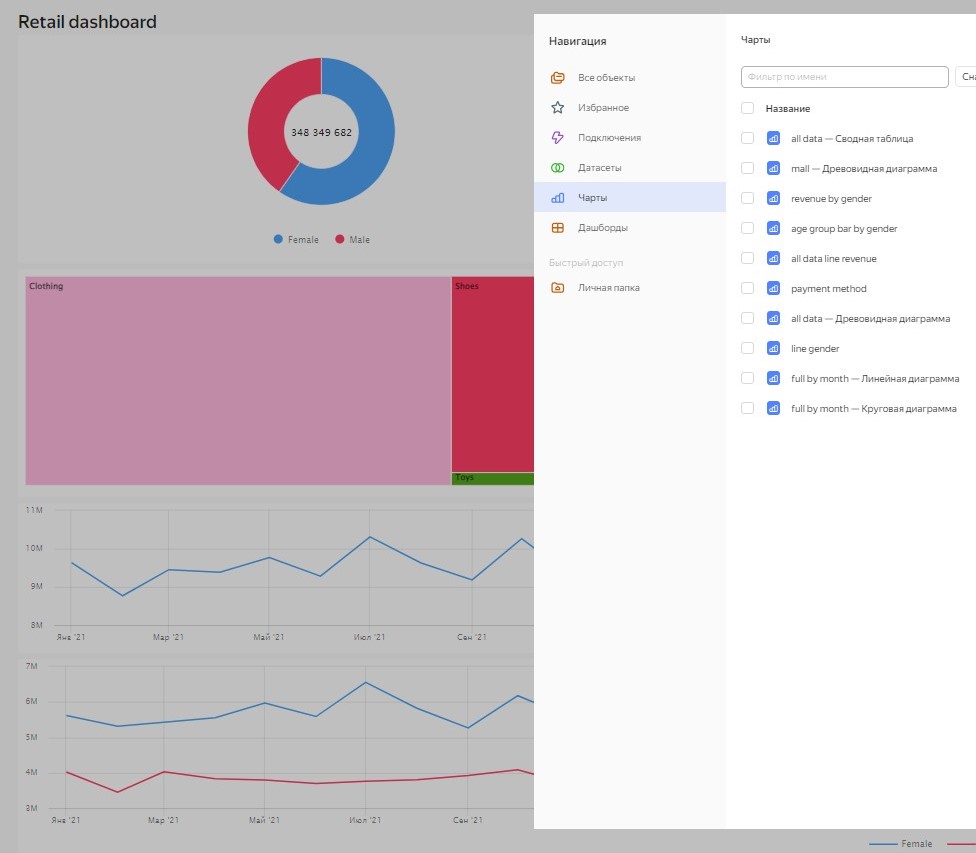 Retail dashboard
348 349 682
Female
Male
Clothing
Shoes
Toys
11M
10M
9M
8M
Янв '21
Мар '21
Май '21
Июл '21
Сен '21
7M
6M
5M
4M
3M
Янв '21
Мар '21
Май '21
Июл '21
Сен '21
Навигация
Все объекты
Избранное
Подключения
Датасеты
Чарты
Дашборды
Быстрый доступ
Личная папка
Чарты
Фильтр по имени
Название
all data — Сводная таблица
mall — Древовидная диаграмма
revenue by gender
age group bar by gender
all data line revenue
payment method
all data — Древовидная диаграмма
line gender
full by month — Линейная диаграмма
full by month — Круговая диаграмма
Female